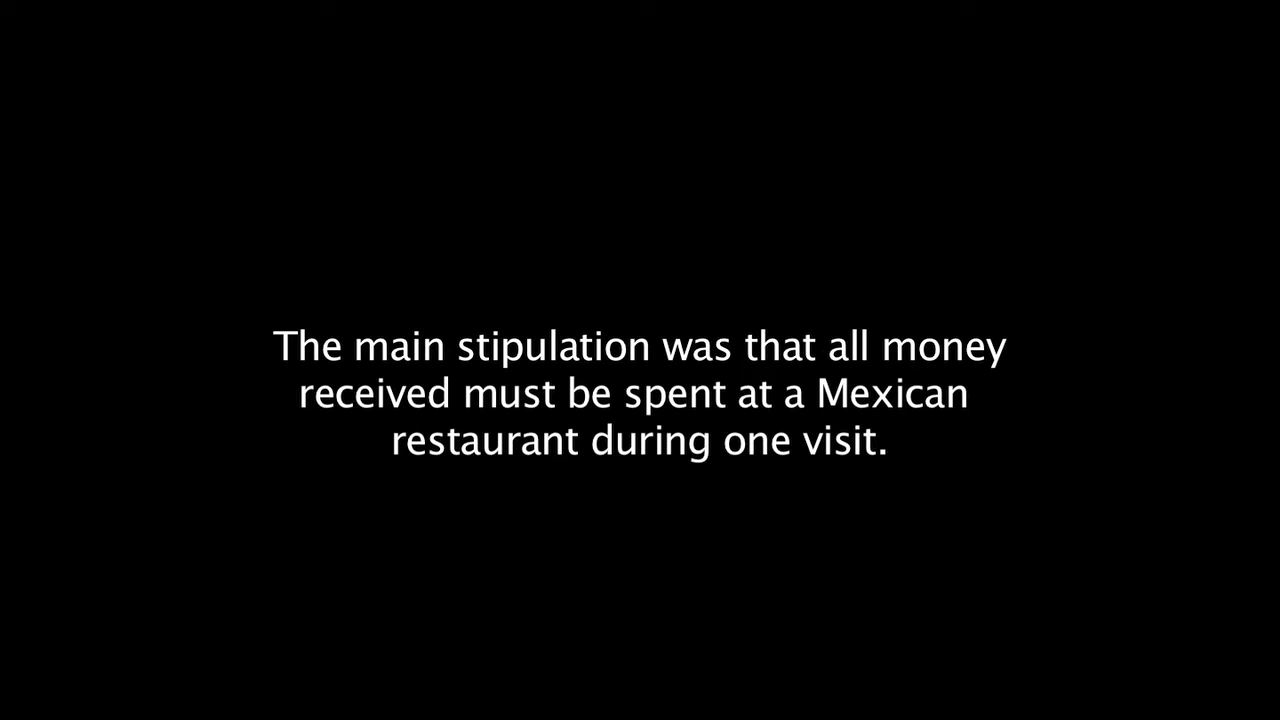 The main stipulation was that all money
received must be spent at a Mexican
restaurant during one visit.